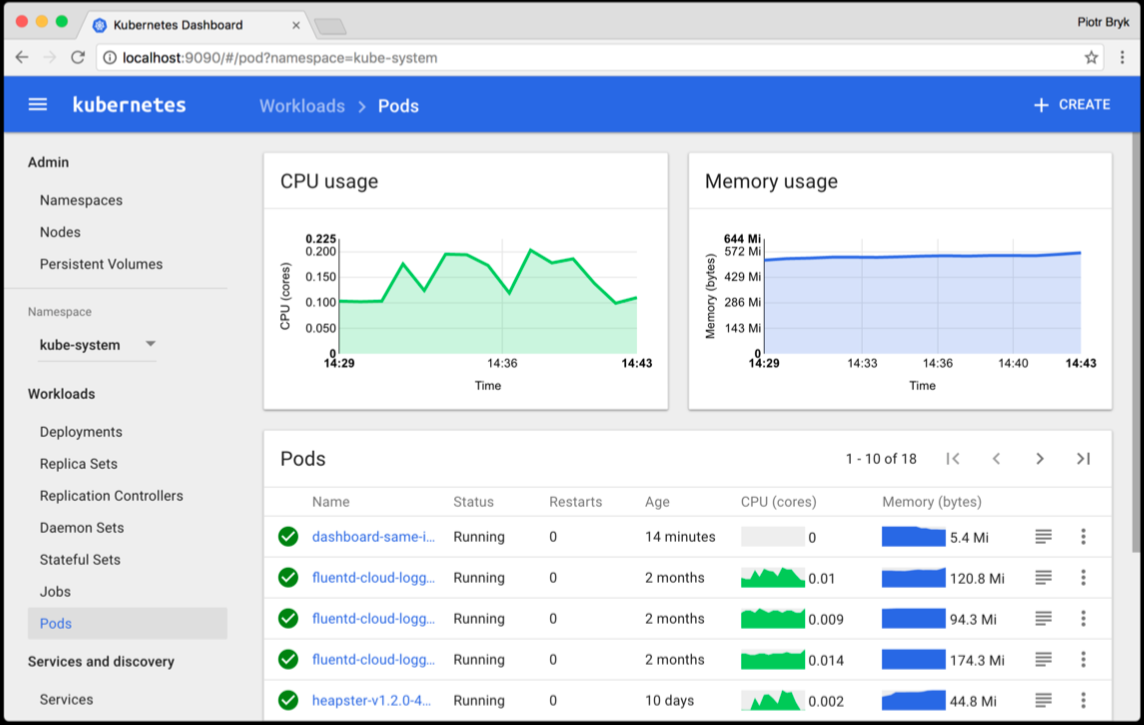 Kubernetes Dashboard
Piotr Bryk
localhost:9090/#/pod?namespace=kube-system
kubernetes Workloads > Pods + CREATE
Admin
Namespaces
Nodes
Persistent Volumes
Namespace
kube-system
Workloads
Deployments
Replica Sets
Replication Controllers
Daemon Sets
Stateful Sets
Jobs
Pods
Services and discovery
Services
CPU usage
CPU (cores)
0.225
0.200
0.150
0.100
0.050
0
14:29 14:36 14:43
Time
Memory usage
Memory (bytes)
644 Mi
572 Mi
429 Mi
286 Mi
143 Mi
0
14:29 14:33 14:36 14:40 14:43
Time
Pods 1 - 10 of 18
Name Status Restarts Age CPU (cores) Memory (bytes)
dashboard-same-i... Running 0 14 minutes 0 5.4 Mi
fluentd-cloud-logg... Running 0 2 months 0.01 120.8 Mi
fluentd-cloud-logg... Running 0 2 months 0.009 94.3 Mi
fluentd-cloud-logg... Running 0 2 months 0.014 174.3 Mi
heapster-v1.2.0-4... Running 0 10 days 0.002 44.8 Mi